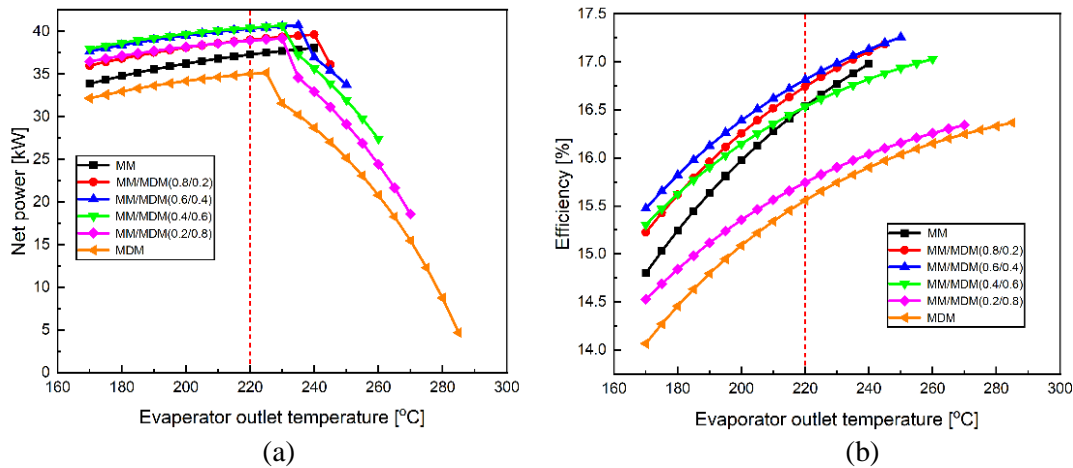 40
35
30
25
20
15
10
5
0
Net power [kW]
MM
MM/MDM(0.8/0.2)
MM/MDM(0.6/0.4)
MM/MDM(0.4/0.6)
MM/MDM(0.2/0.8)
MDM
160 180 200 220 240 260 280 300
Evaperator outlet temperature [°C]
(a)
17.5
17.0
16.5
16.0
15.5
15.0
14.5
14.0
Efficiency [%]
MM
MM/MDM(0.8/0.2)
MM/MDM(0.6/0.4)
MM/MDM(0.4/0.6)
MM/MDM(0.2/0.8)
MDM
160 180 200 220 240 260 280 300
Evaporator outlet temperature [°C]
(b)